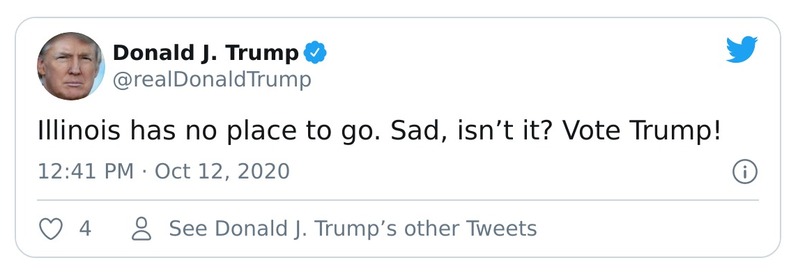 Donald J. Trump
@realDonaldTrump
Illinois has no place to go. Sad, isn’t it? Vote Trump!
12:41 PM · Oct 12, 2020
4
See Donald J. Trump’s other Tweets